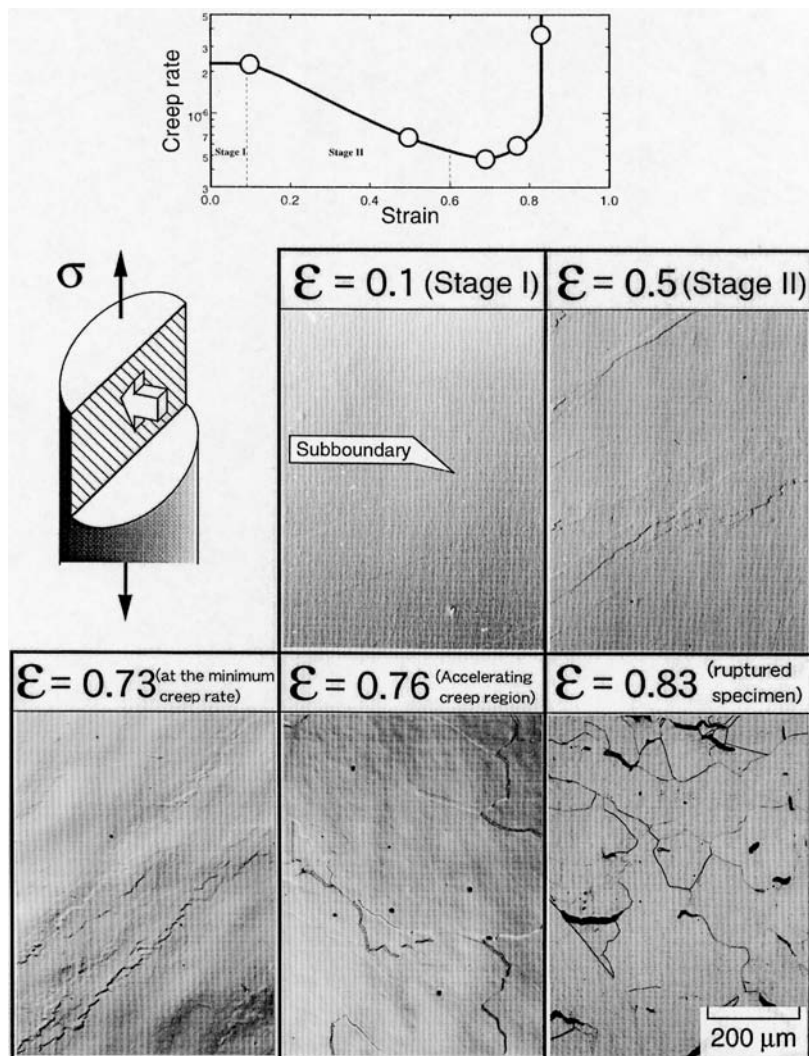 5
3
2
10-6
7
5
3
Creep rate
Stage I
Stage II
0.0 0.2 0.4 0.6 0.8 1.0
Strain
σ
ε = 0.1 (Stage I)
ε = 0.5 (Stage II)
Subboundary
ε = 0.73 (at the minimum
creep rate)
ε = 0.76 (Accelerating
creep region)
ε = 0.83 (ruptured
specimen)
200 μm